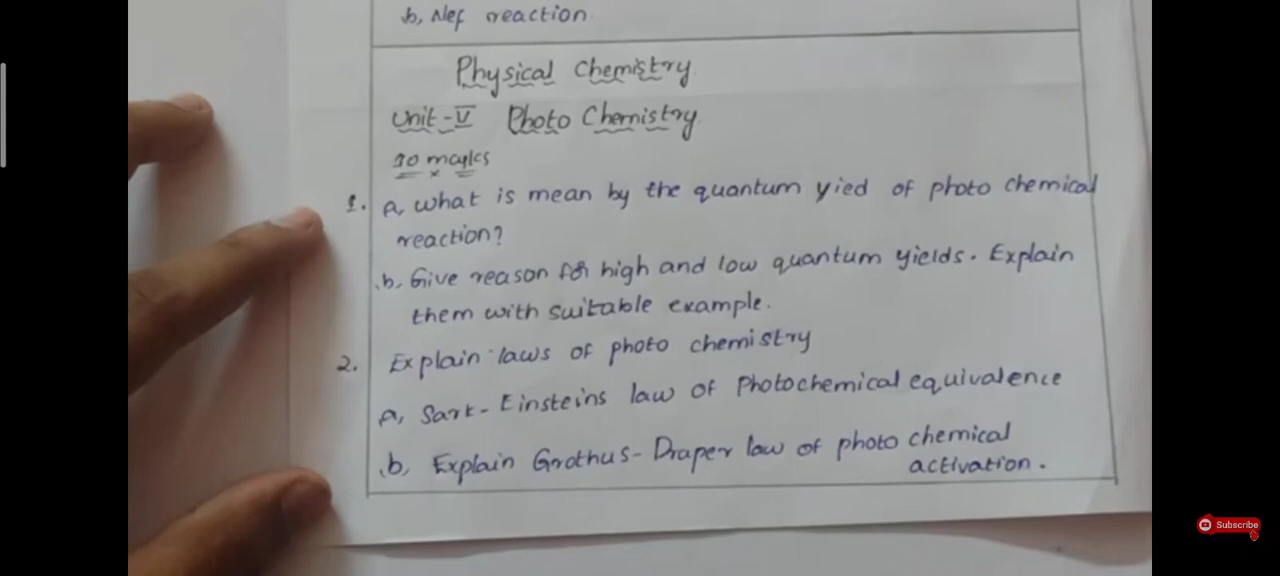 b, Nef reaction
Physical Chemistry
Unit-V Photo Chemistry
10 marks
1. a, what is mean by the quantum yied of photo chemical
reaction?
b. Give reason for high and low quantum yields. Explain
them with suitable example.
2. Explain laws of photo chemistry
a, Sark-Einsteins law of Photochemical equivalence
b, Explain Grothus-Draper law of photo chemical
activation.
Subscribe